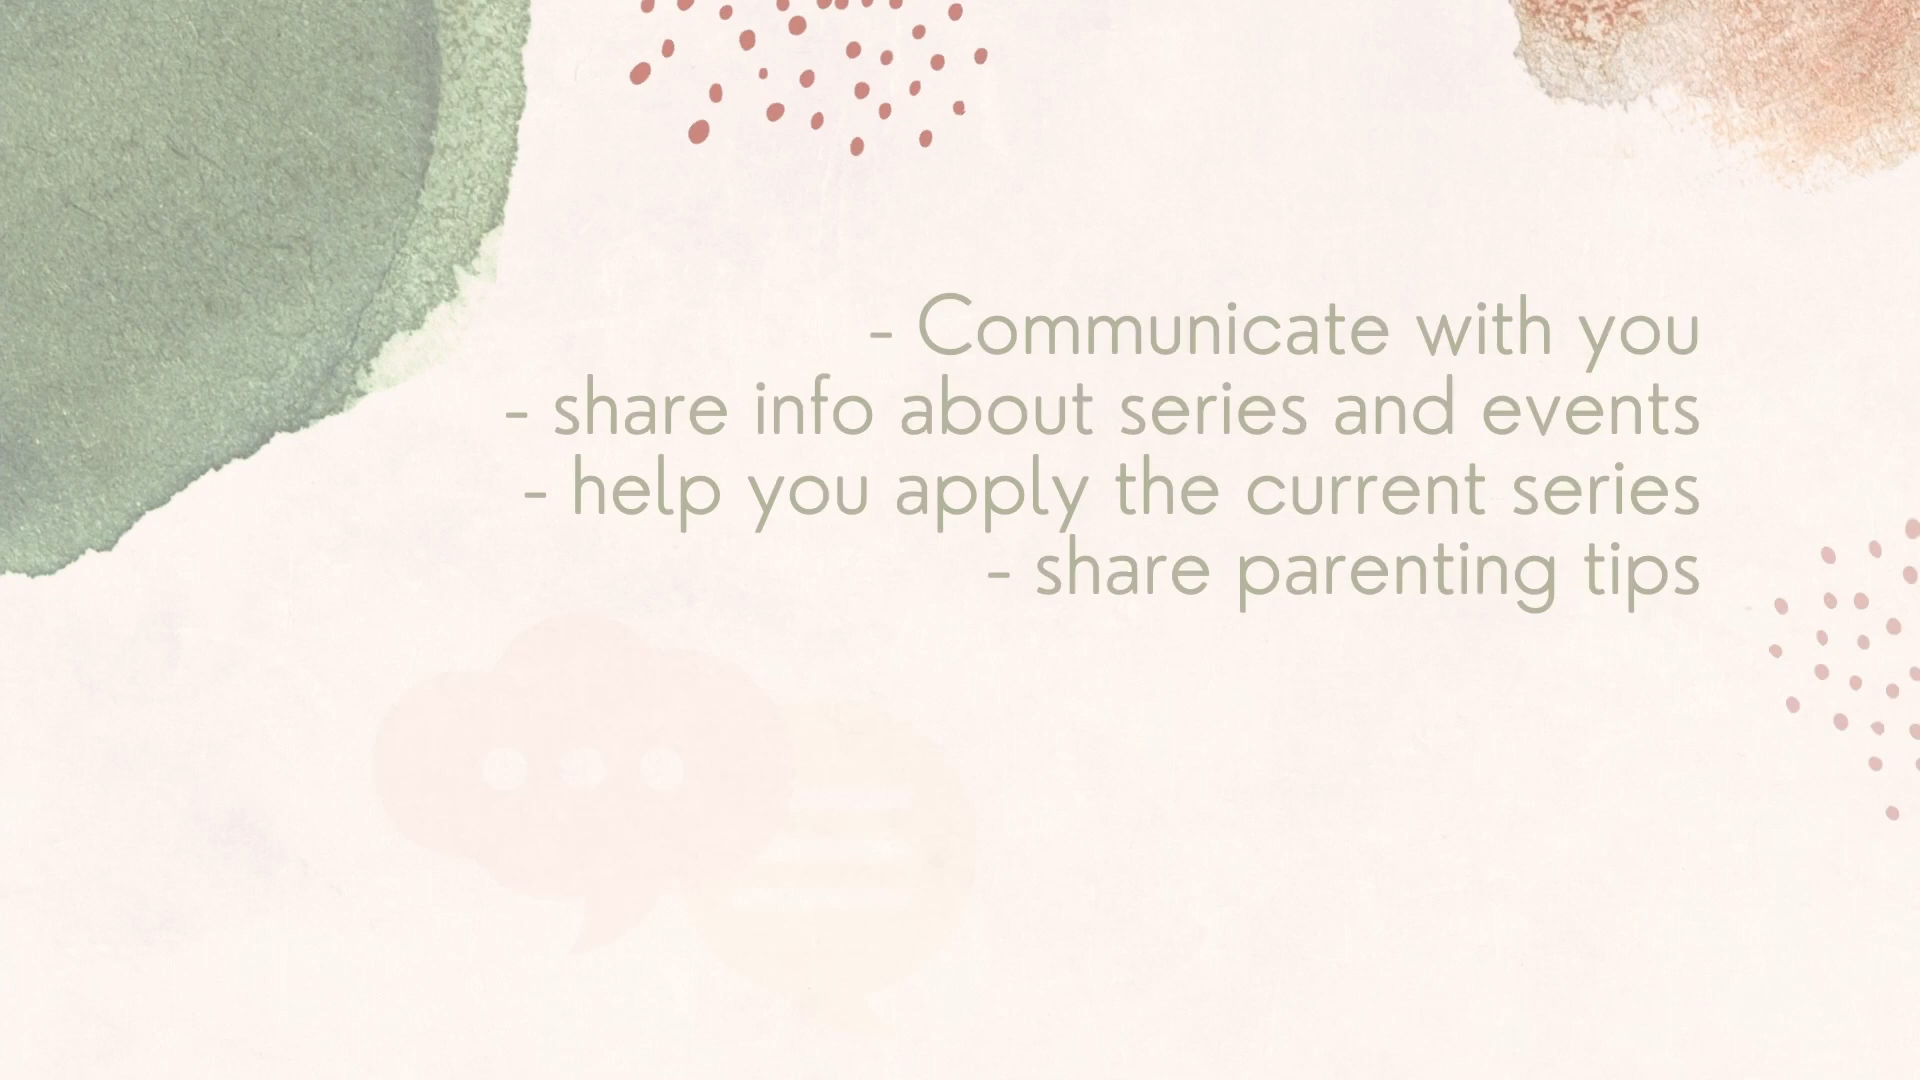 - Communicate with you
- share info about series and events
- help you apply the current series
- share parenting tips